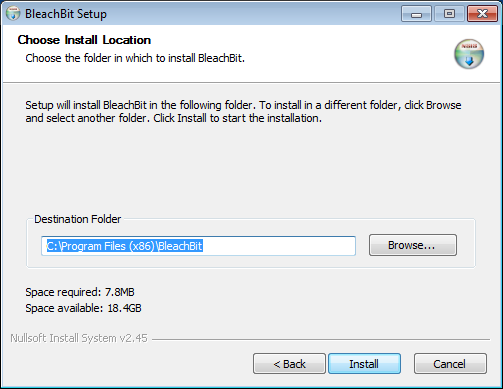 BleachBit Setup
Choose Install Location
Choose the folder in which to install BleachBit.
Setup will install BleachBit in the following folder. To install in a different folder, click Browse
and select another folder. Click Install to start the installation.
Destination Folder
C:\Program Files (x86)\BleachBit
Browse...
Space required: 7.8MB
Space available: 18.4GB
Nullsoft Install System v2.45
< Back
Install
Cancel